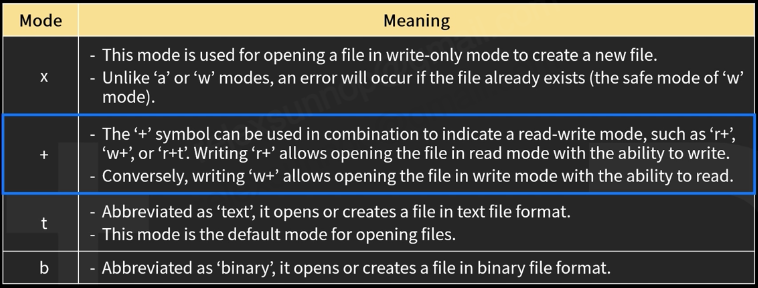 Mode Meaning
x
- This mode is used for opening a file in write-only mode to create a new file.
- Unlike ‘a’ or ‘w’ modes, an error will occur if the file already exists (the safe mode of ‘w’
mode).
+
- The ‘+’ symbol can be used in combination to indicate a read-write mode, such as ‘r+’,
‘w+’, or ‘r+t’. Writing ‘r+’ allows opening the file in read mode with the ability to write.
- Conversely, writing ‘w+’ allows opening the file in write mode with the ability to read.
t
- Abbreviated as ‘text’, it opens or creates a file in text file format.
- This mode is the default mode for opening files.
b
- Abbreviated as ‘binary’, it opens or creates a file in binary file format.